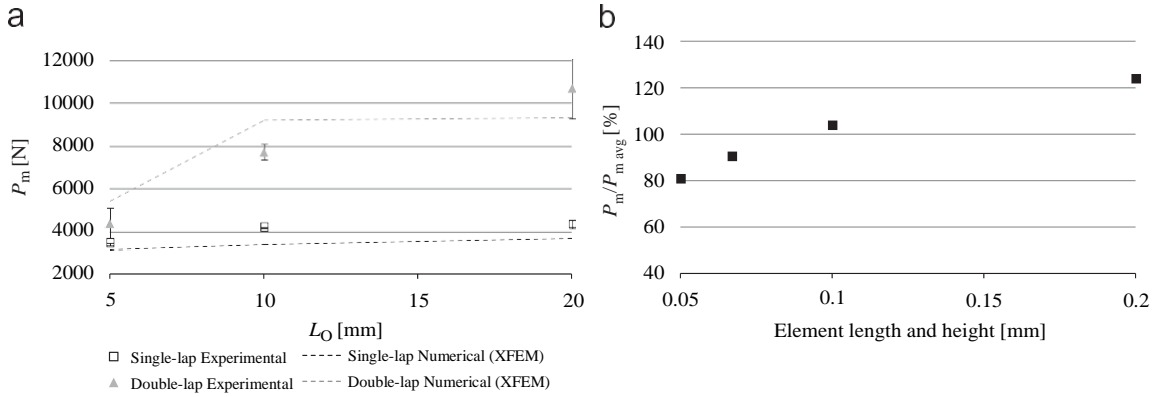 a
12000
10000
8000
6000
4000
2000
P_m [N]
5
10
15
20
L_O [mm]
Single-lap Experimental
Single-lap Numerical (XFEM)
Double-lap Experimental
Double-lap Numerical (XFEM)
b
140
120
100
80
60
40
P_m/P_m avg [%]
0.05
0.1
0.15
0.2
Element length and height [mm]